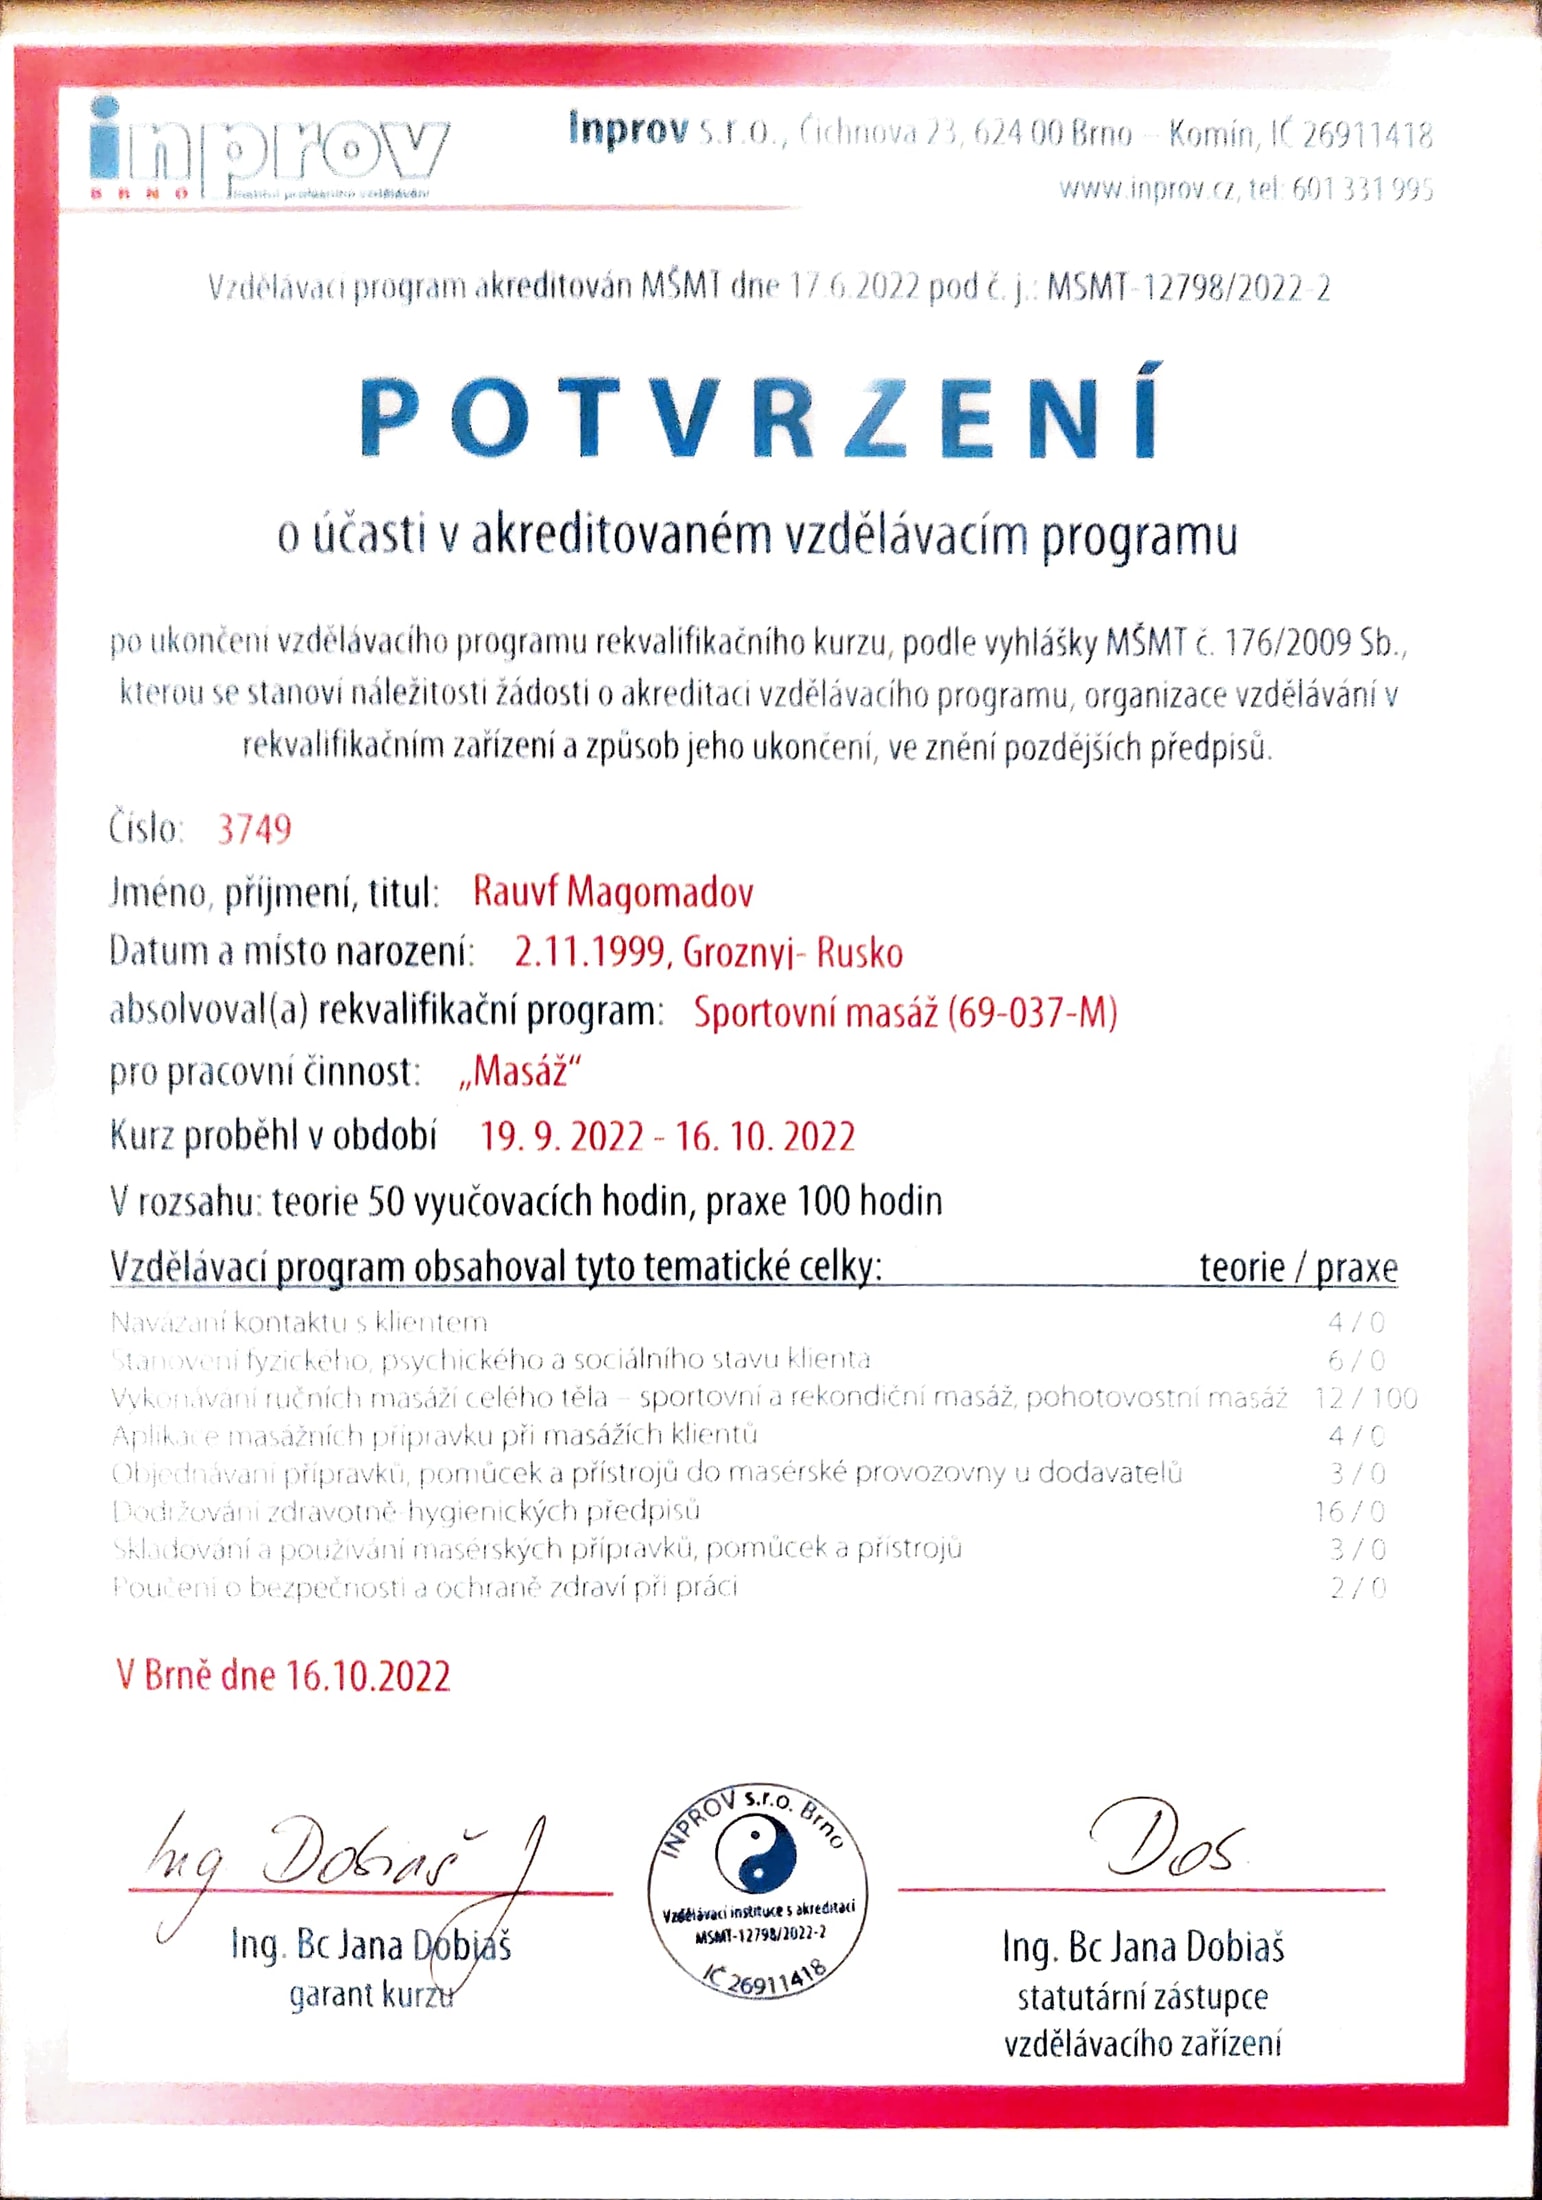 inprov
BRNO institut profesního vzdělávání
Inprov s.r.o., Čichnova 23, 624 00 Brno – Komín, IČ 26911418
www.inprov.cz, tel: 601 331 995
Vzdělávací program akreditován MŠMT dne 17.6.2022 pod č. j.: MSMT-12798/2022-2
POTVRZENÍ
o účasti v akreditovaném vzdělávacím programu
po ukončení vzdělávacího programu rekvalifikačního kurzu, podle vyhlášky MŠMT č. 176/2009 Sb.,
kterou se stanoví náležitosti žádosti o akreditaci vzdělávacího programu, organizace vzdělávání v
rekvalifikačním zařízení a způsob jeho ukončení, ve znění pozdějších předpisů.
Číslo: 3749
Jméno, příjmení, titul: Rauvf Magomadov
Datum a místo narození: 2.11.1999, Groznyj- Rusko
absolvoval(a) rekvalifikační program: Sportovní masáž (69-037-M)
pro pracovní činnost: „Masáž“
Kurz proběhl v období 19. 9. 2022 - 16. 10. 2022
V rozsahu: teorie 50 vyučovacích hodin, praxe 100 hodin
Vzdělávací program obsahoval tyto tematické celky: teorie / praxe
Navázaní kontaktu s klientem 4 / 0
Stanovení fyzického, psychického a sociálního stavu klienta 6 / 0
Vykonávaní ručních masáží celého těla – sportovní a rekondiční masáž, pohotovostní masáž 12 / 100
Aplikace masážních přípravku při masážích klientů 4 / 0
Objednávaní přípravků, pomůcek a přístrojů do masérské provozovny u dodavatelů 3 / 0
Dodržování zdravotně-hygienických předpisů 16 / 0
Skladování a používání masérských přípravků, pomůcek a přístrojů 3 / 0
Poučení o bezpečnosti a ochraně zdraví při práci 2 / 0
V Brně dne 16.10.2022
Ing Dobiaš J
Dos
INPROV s.r.o. Brno
Vzdělávací instituce s akreditací
MSMT-12798/2022-2
IČ 26911418
Ing. Bc Jana Dobiaš
garant kurzu
Ing. Bc Jana Dobiaš
statutární zástupce
vzdělávacího zařízení